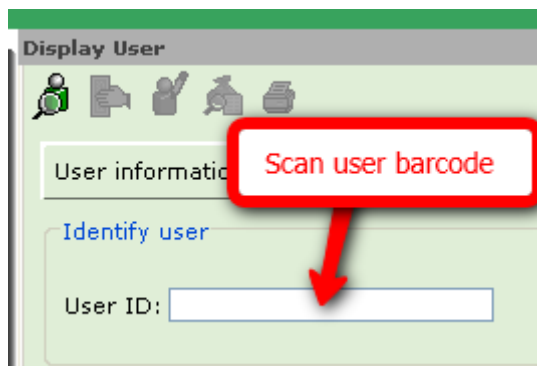 Display User
User informatio
Scan user barcode
Identify user
User ID: